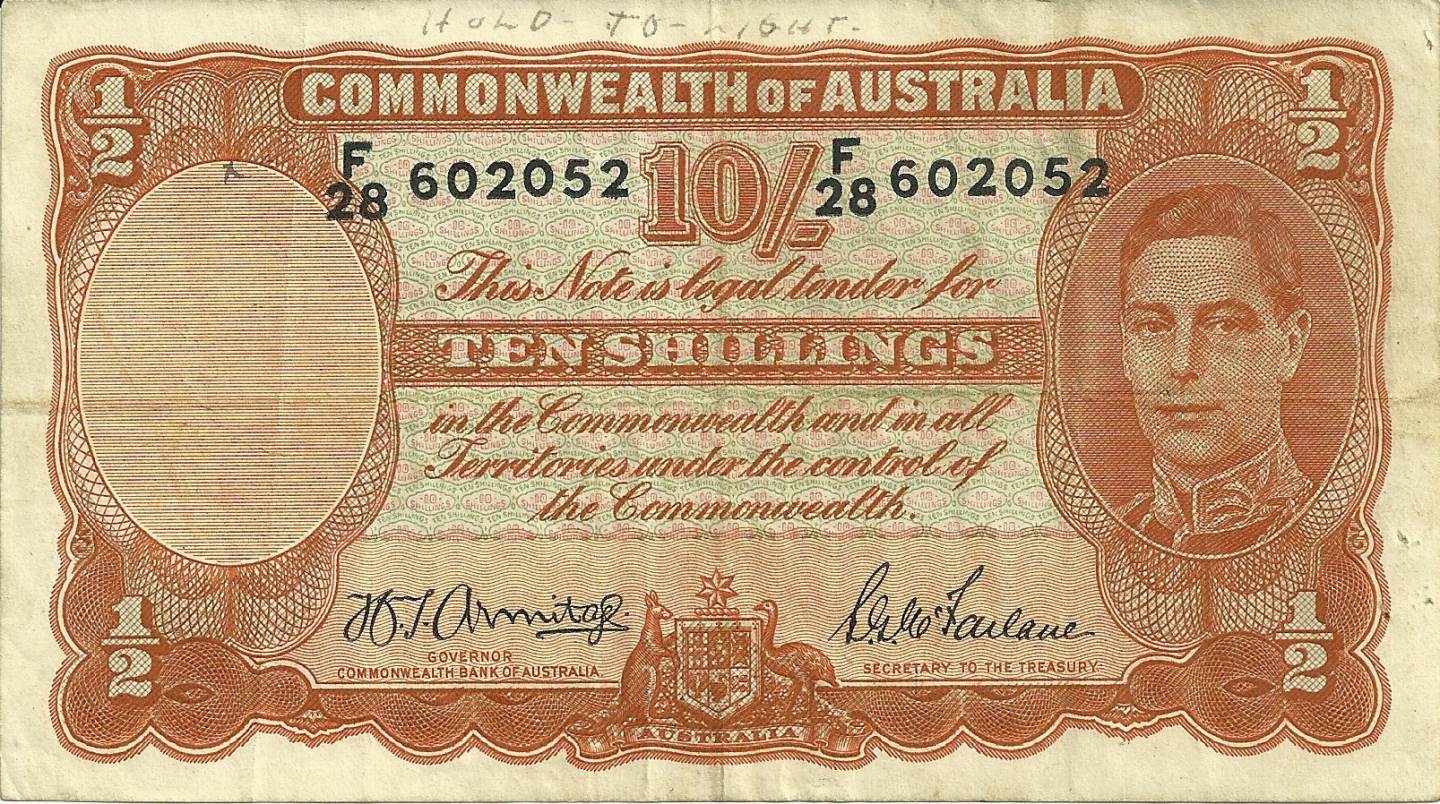 HOLD - TO - LIGHT.
1/2
COMMONWEALTH OF AUSTRALIA
1/2
A
F/28 602052
10/-
F/28 602052
This Note is legal tender for
TEN SHILLINGS
in the Commonwealth and in all
Territories under the control of
the Commonwealth.
H.T. Armitage.
GOVERNOR
COMMONWEALTH BANK OF AUSTRALIA.
S.G. McFarlane
SECRETARY TO THE TREASURY.
1/2
1/2
AUSTRALIA